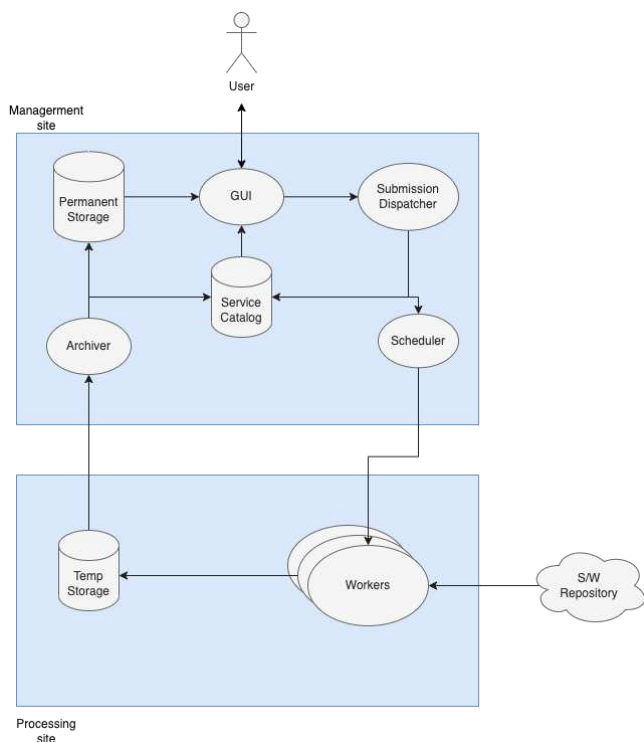 User
Managerment
site
Permanent
Storage
GUI
Submission
Dispatcher
Service
Catalog
Archiver
Scheduler
Temp
Storage
Workers
S/W
Repository
Processing
site